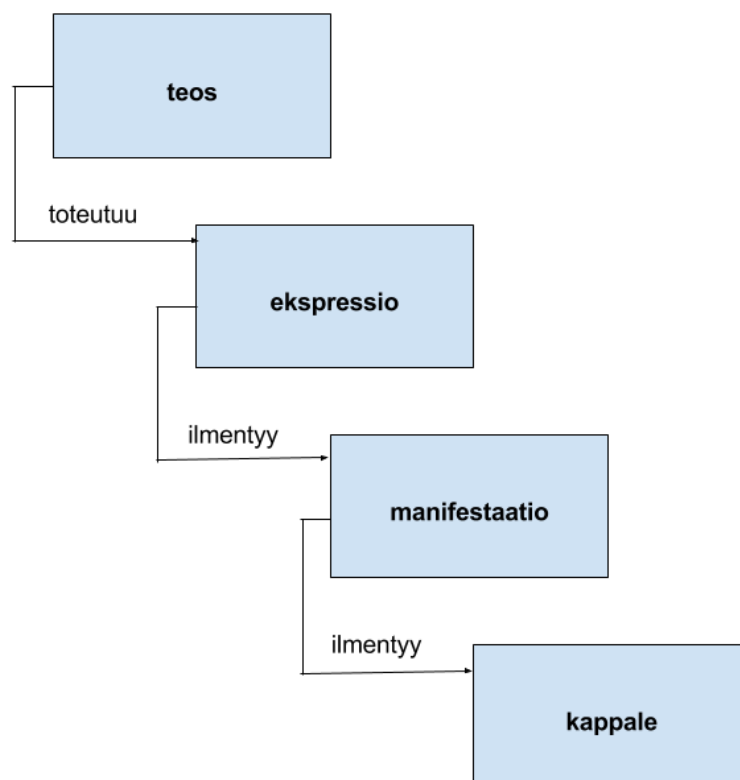 teos
toteutuu
ekspressio
ilmentyy
manifestaatio
ilmentyy
kappale